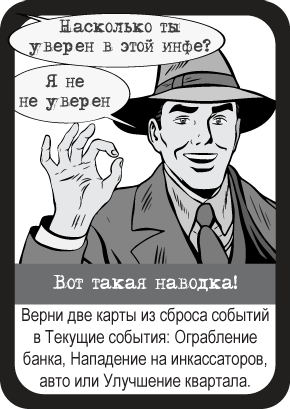 Насколько ты
уверен в этой инфе?
Я не
не уверен
Вот такая наводка!
Верни две карты из сброса событий
в Текущие события: Ограбление
банка, Нападение на инкассаторов,
авто или Улучшение квартала.